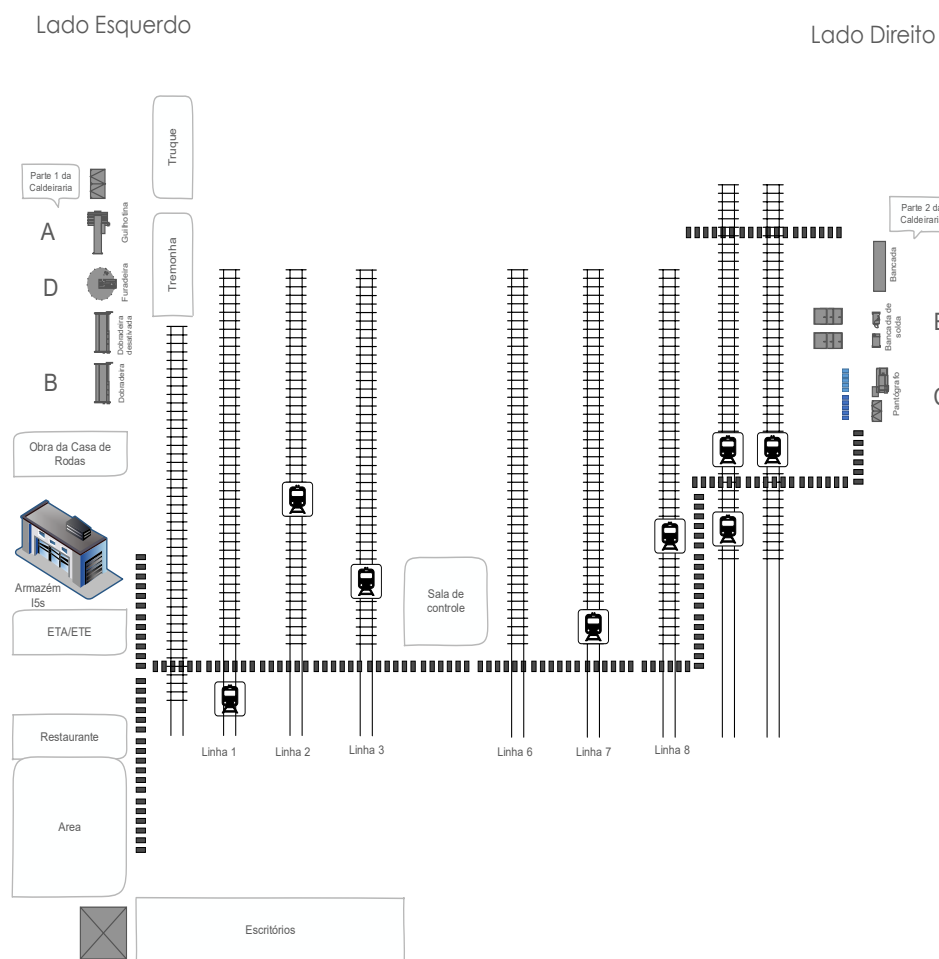 Lado Esquerdo
Lado Direito
Truque
Parte 1 da
Caldeiraria
Parte 2 da
Caldeiraria
A
Guilhotina
Tremonha
Bancada
D
Furadeira
Dobradeira
desativada
Bancada de
solda
B
Dobradeira
Pantógrafo
Obra da Casa de
Rodas
Armazém
I5s
Sala de
controle
ETA/ETE
Restaurante
Linha 1
Linha 2
Linha 3
Linha 6
Linha 7
Linha 8
Area
Escritórios